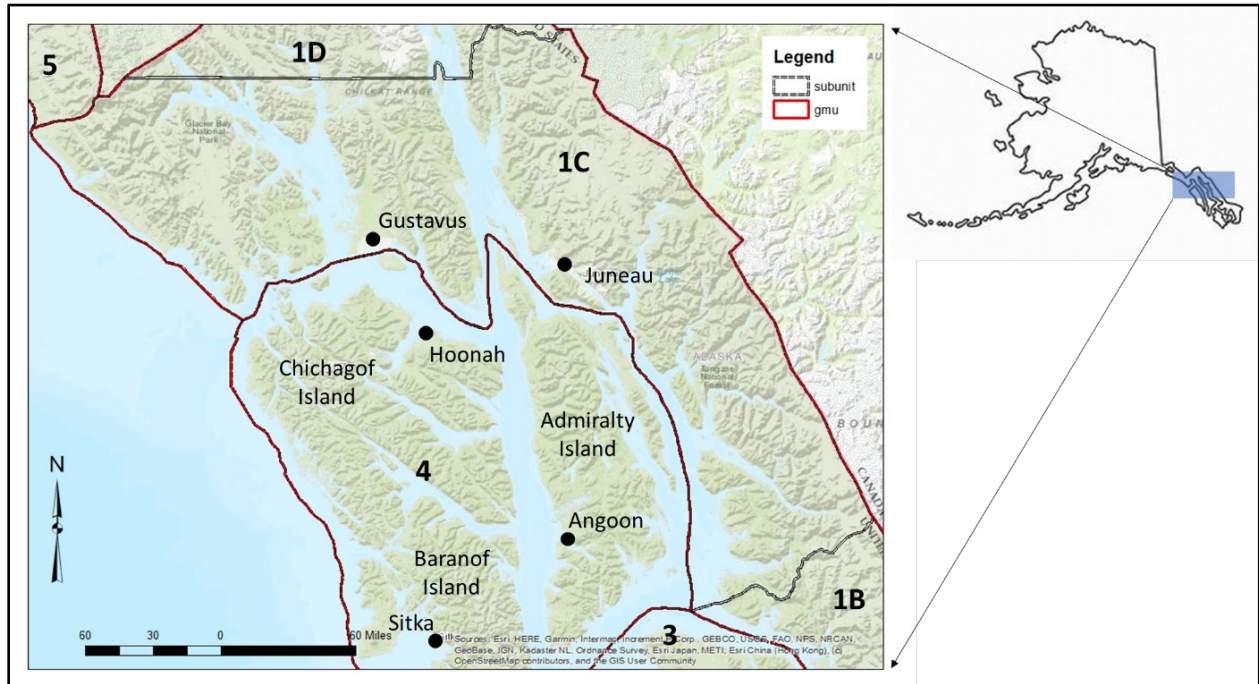 5
1D
CHILKAT RANGE
Glacier Bay
National
Park
Legend
subunit
gmu
1C
Gustavus
Juneau
Hoonah
Chichagof
Island
ALASKA
Tongass
National
Forest
Admiralty
Island
4
N
Angoon
Baranof
Island
1B
Sitka
3
60 30 0 60 Miles
Sources: Esri, HERE, Garmin, Intermap, increment P Corp., GEBCO, USGS, FAO, NPS, NRCAN,
GeoBase, IGN, Kadaster NL, Ordnance Survey, Esri Japan, METI, Esri China (Hong Kong), (c)
OpenStreetMap contributors, and the GIS User Community